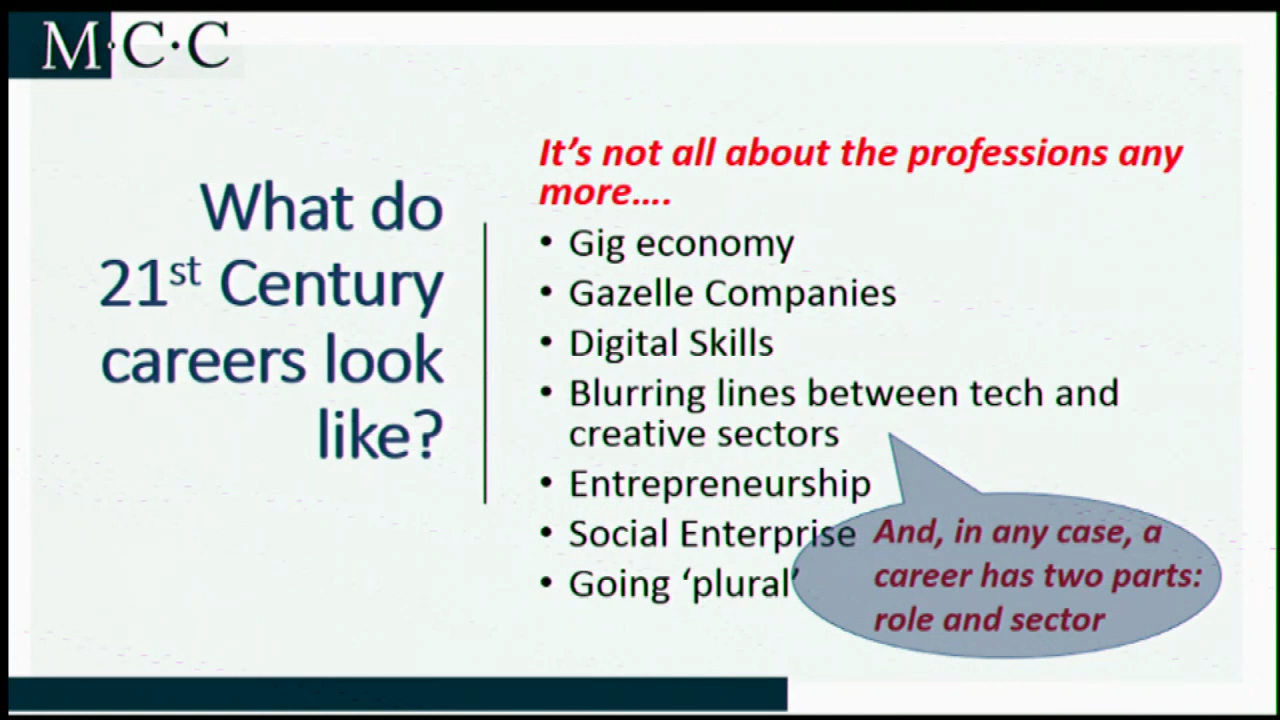 M·C·C
What do
21st Century
careers look
like?
It's not all about the professions any
more....
• Gig economy
• Gazelle Companies
• Digital Skills
• Blurring lines between tech and
creative sectors
• Entrepreneurship
• Social Enterprise
• Going ‘plural’
And, in any case, a
career has two parts:
role and sector